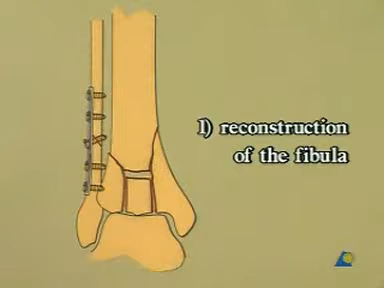 1) reconstruction
of the fibula